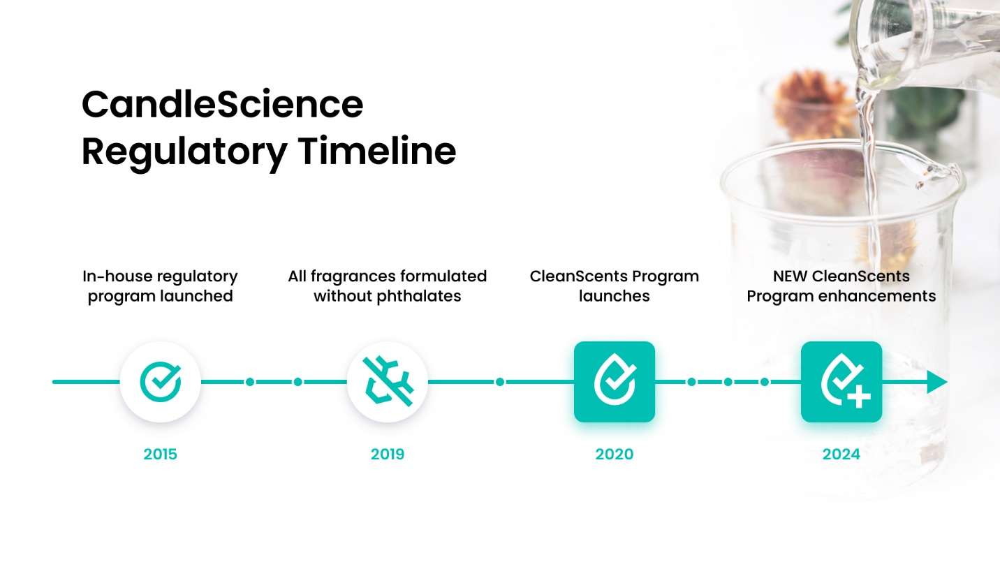 CandleScience
Regulatory Timeline
In-house regulatory
program launched
All fragrances formulated
without phthalates
CleanScents Program
launches
NEW CleanScents
Program enhancements
2015
2019
2020
2024